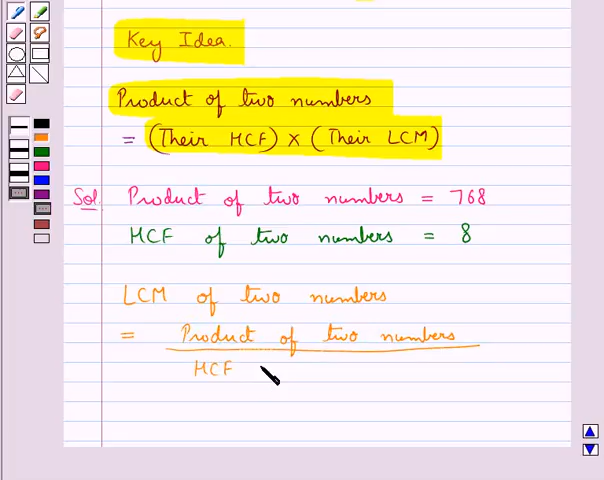 Key Idea.
Product of two numbers
= (Their HCF) × (Their LCM)
Sol. Product of two numbers = 768
HCF of two numbers = 8
LCM of two numbers
= Product of two numbers
HCF